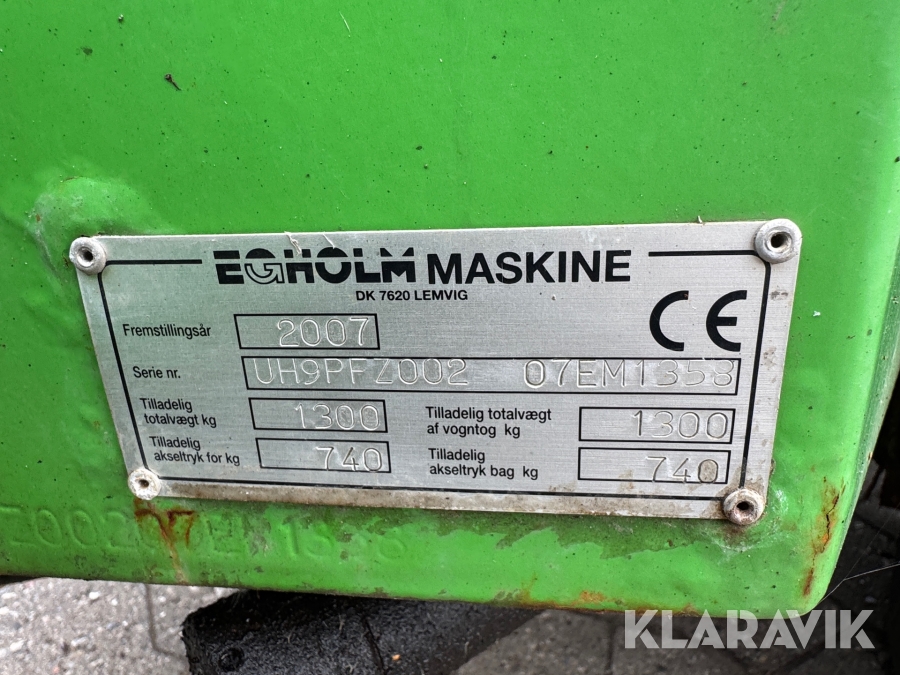 EGHOLM MASKINE
DK 7620 LEMVIG
CE
Fremstillingsår 2007
Serie nr. UH9PFZ002 07EM1358
Tilladelig totalvægt kg 1300
Tilladelig totalvægt af vogntog kg 1300
Tilladelig akseltryk for kg 740
Tilladelig akseltryk bag kg 740
KLARAVIK